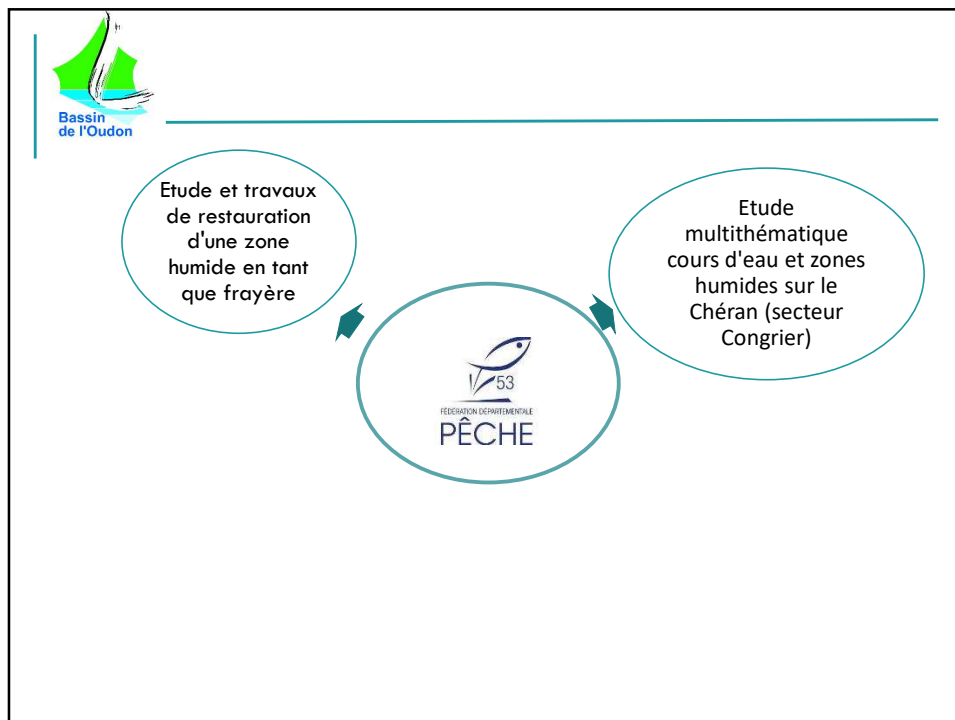 Bassin
de l'Oudon
Etude et travaux
de restauration
d'une zone
humide en tant
que frayère
Etude
multithématique
cours d'eau et zones
humides sur le
Chéran (secteur
Congrier)
53
FÉDÉRATION DÉPARTEMENTALE
PÊCHE